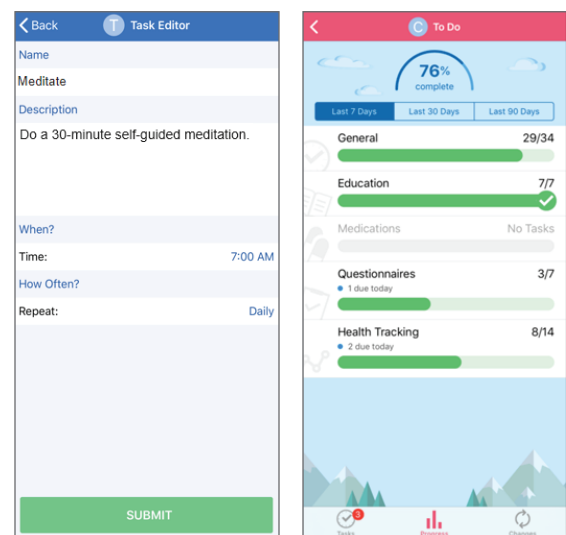 Back
T
Task Editor
Name
Meditate
Description
Do a 30-minute self-guided meditation.
When?
Time: 7:00 AM
How Often?
Repeat: Daily
SUBMIT
C To Do
76%
complete
Last 7 Days Last 30 Days Last 90 Days
General 29/34
Education 7/7
Medications No Tasks
Questionnaires 3/7
1 due today
Health Tracking 8/14
2 due today
3
Tasks Progress Changes